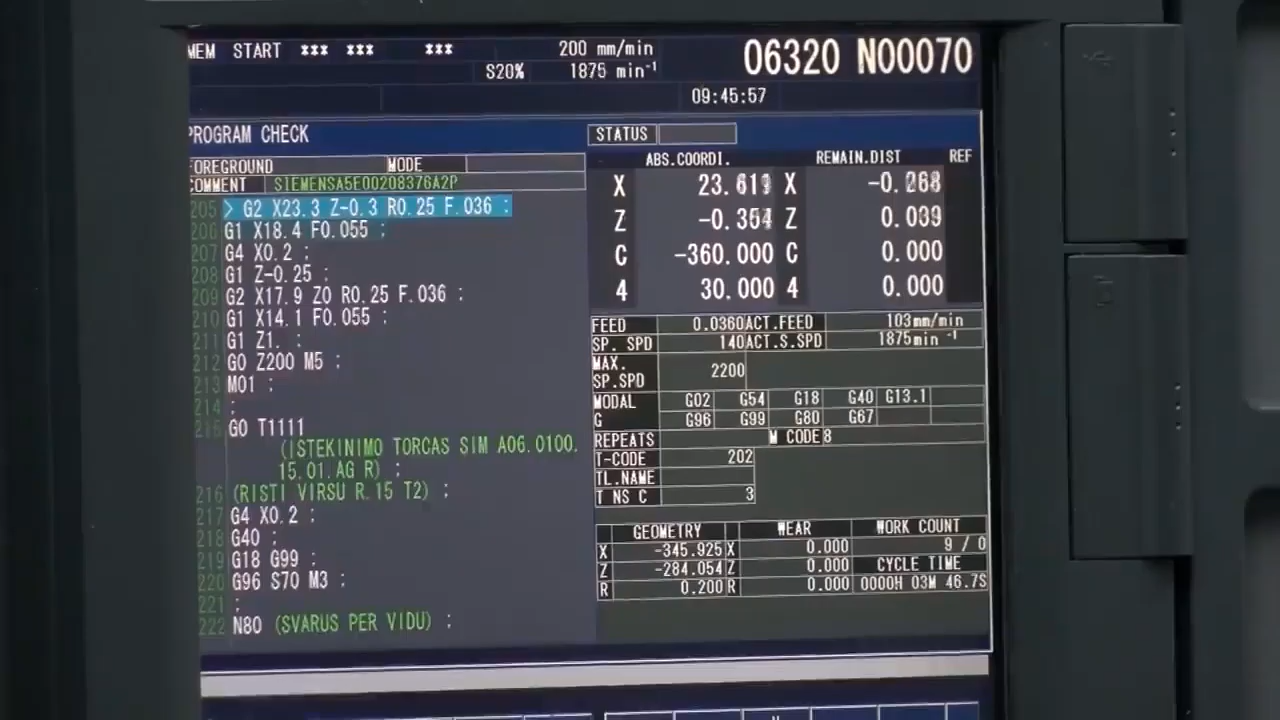 MEM START *** *** *** 200 mm/min O6320 N00070
S20% 1875 min-1
09:45:57
PROGRAM CHECK
FOREGROUND MODE
COMMENT SIEMENSA5E00208376A2P
205 > G2 X23.3 Z-0.3 R0.25 F.036 ;
206 G1 X18.4 F0.055 ;
207 G4 X0.2 ;
208 G1 Z-0.25 ;
209 G2 X17.9 Z0 R0.25 F.036 ;
210 G1 X14.1 F0.055 ;
211 G1 Z1. ;
212 G0 Z200 M5 ;
213 M01 ;
214 ;
215 G0 T1111
(ISTEKINIMO TORCAS SIM A06.0100.
15.01.AG R) ;
216 (RISTI VIRSU R.15 T2) ;
217 G4 X0.2 ;
218 G40 ;
219 G18 G99 ;
220 G96 S70 M3 ;
221 ;
222 N80 (SVARUS PER VIDU) ;
STATUS
ABS.COORDI. REMAIN.DIST REF
X 23.61 X -0.268
Z -0.354 Z 0.039
C -360.000 C 0.000
4 30.000 4 0.000
FEED 0.0360 ACT.FEED 103mm/min
SP. SPD 140 ACT.S.SPD 1875min -1
MAX.
SP.SPD 2200
MODAL G02 G54 G18 G40 G13.1
G G96 G99 G80 G67
REPEATS M CODE 8
T-CODE 202
TL.NAME
T NS C 3
GEOMETRY WEAR WORK COUNT
X -345.925 X 0.000 9 / 0
Z -284.054 Z 0.000 CYCLE TIME
R 0.200 R 0.000 0000H 03M 46.7S